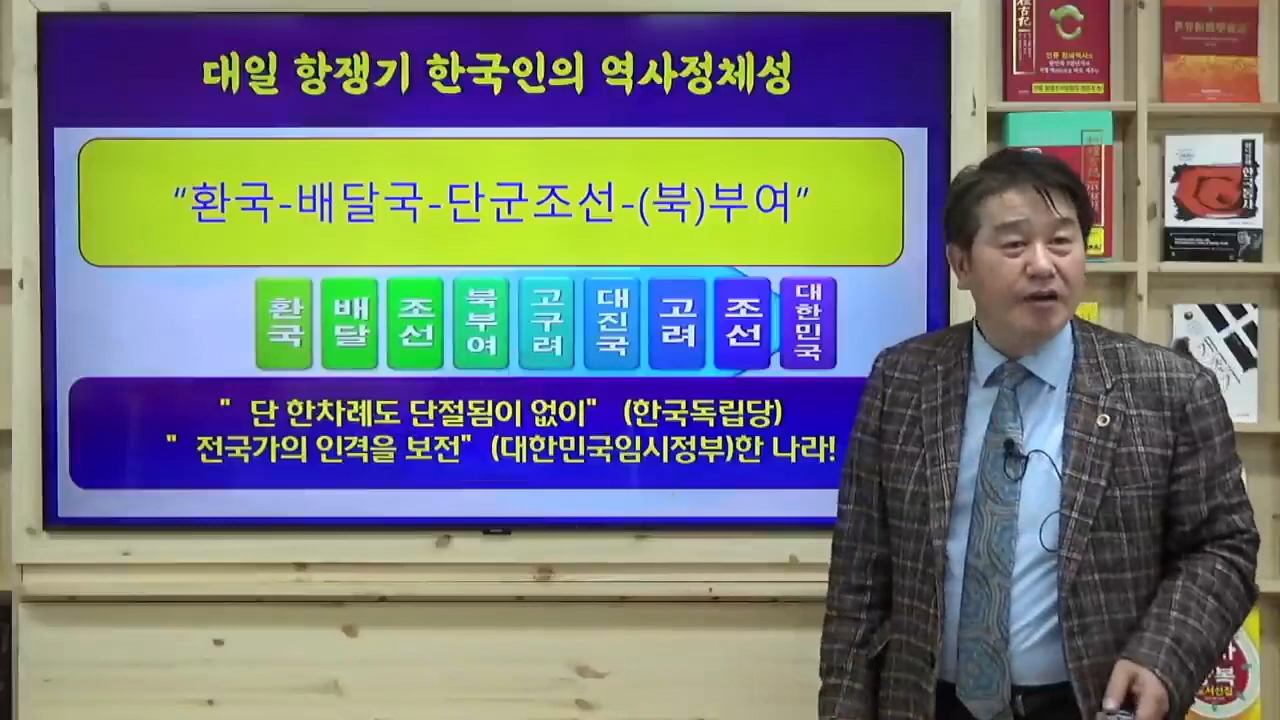 대일 항쟁기 한국인의 역사정체성
"환국-배달국-단군조선-(북)부여"
환국 배달 조선 북부여 고구려 대진국 고려 조선 대한민국
" 단 한차례도 단절됨이 없이" (한국독립당)
" 전국가의 인격을 보전" (대한민국임시정부)한 나라!
한국통사